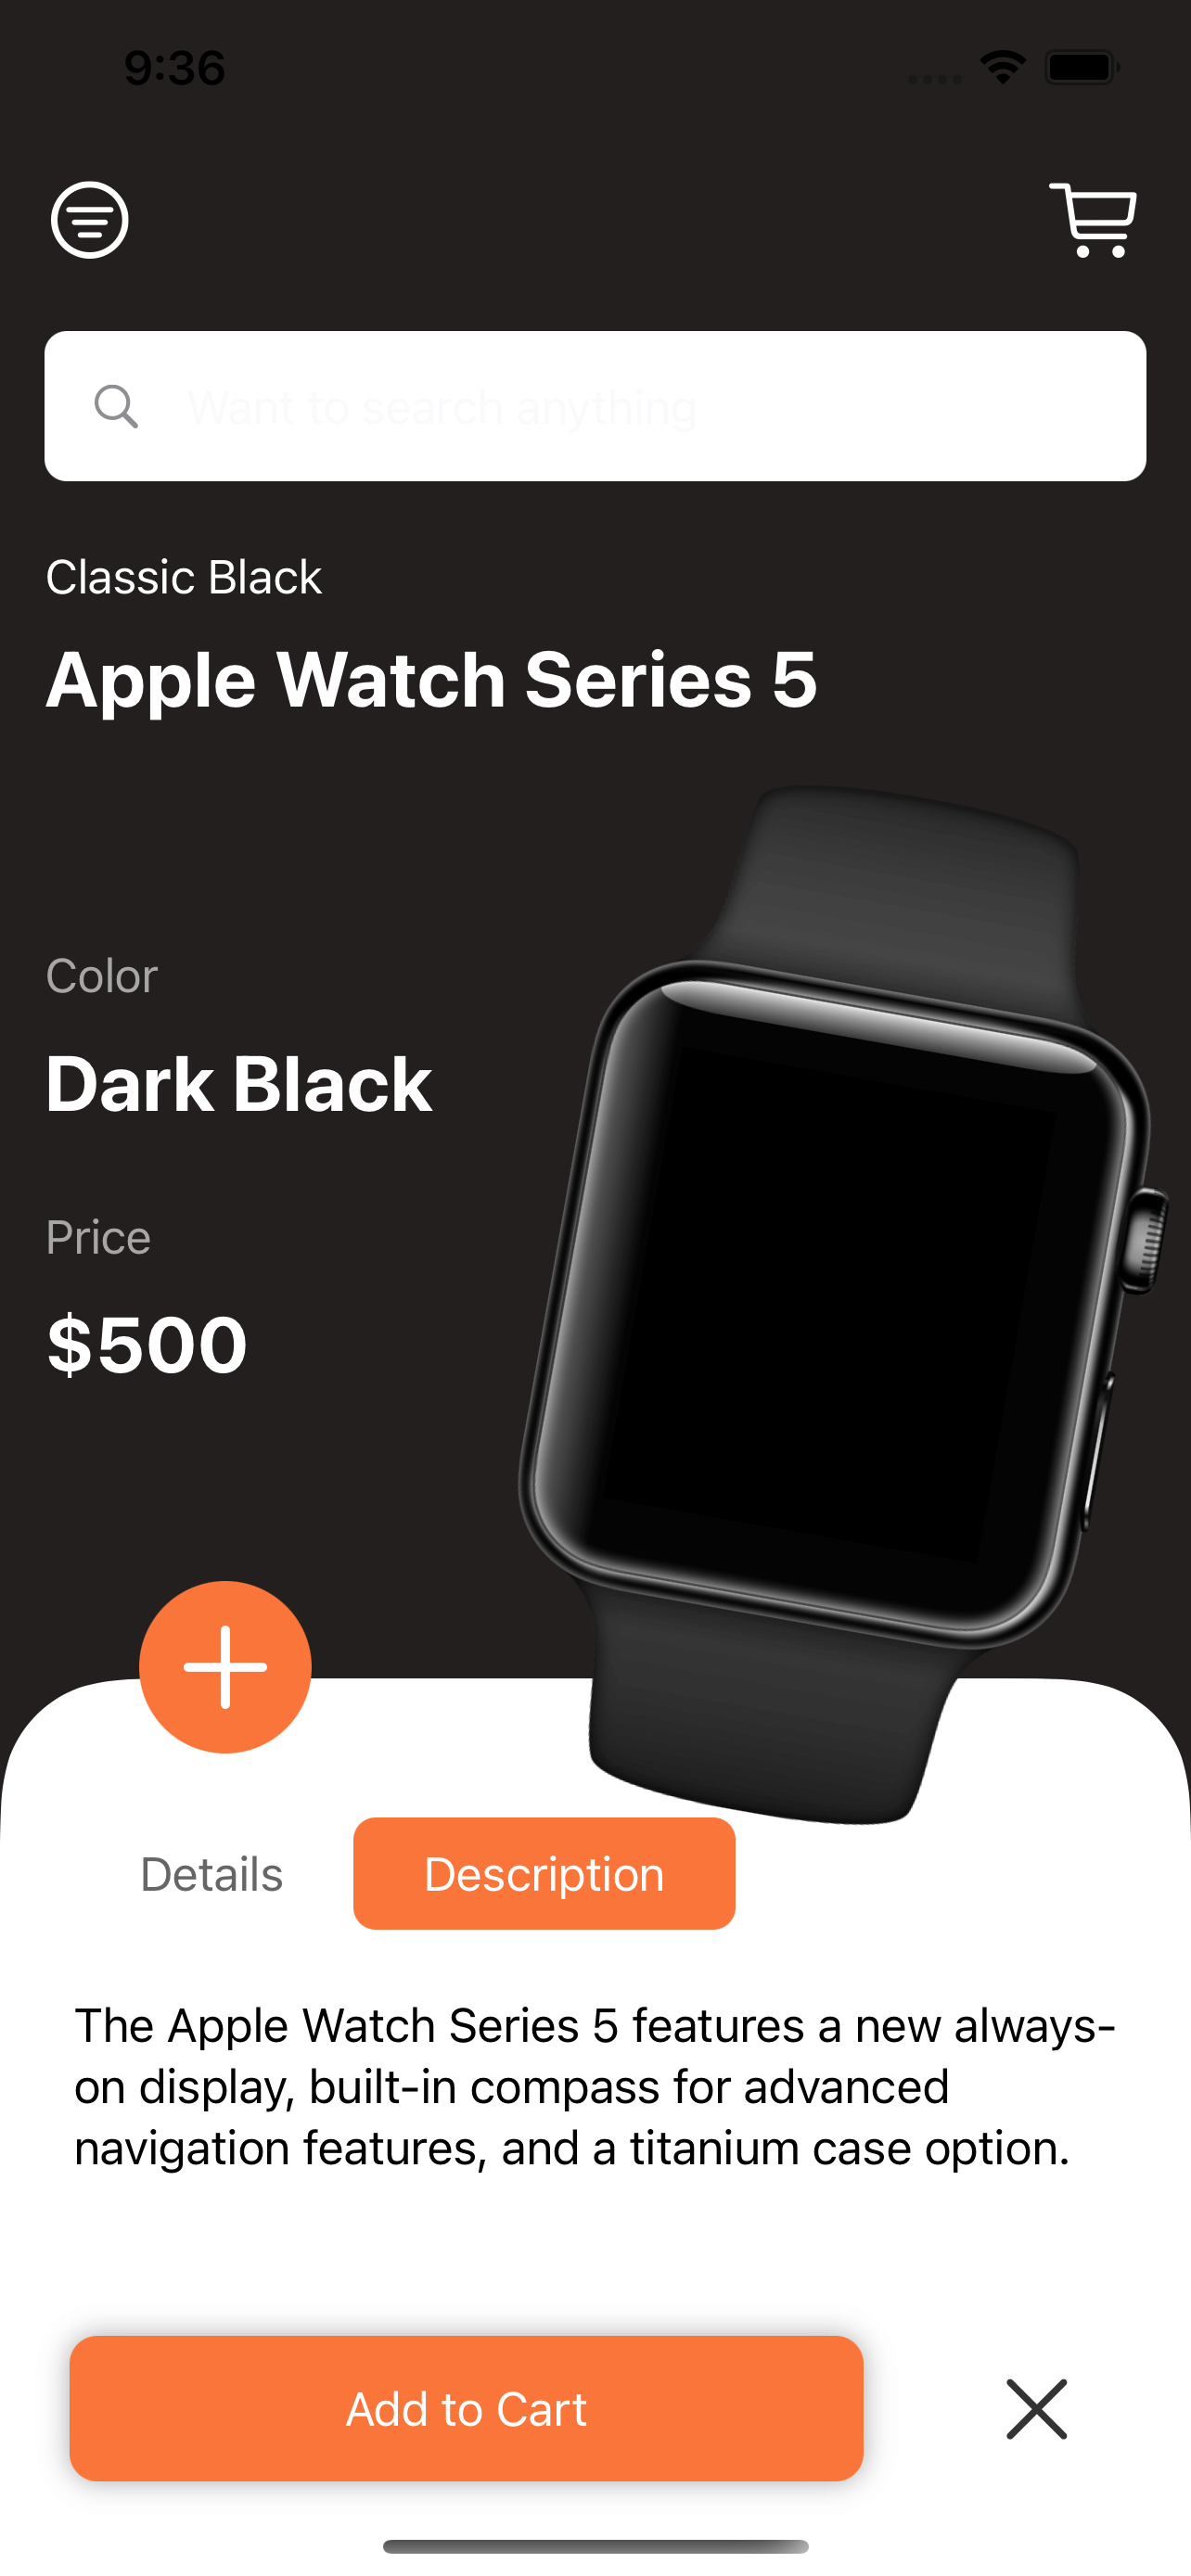 9:36
Want to search anything
Classic Black
Apple Watch Series 5
Color
Dark Black
Price
$500
Details
Description
The Apple Watch Series 5 features a new always-
on display, built-in compass for advanced
navigation features, and a titanium case option.
Add to Cart